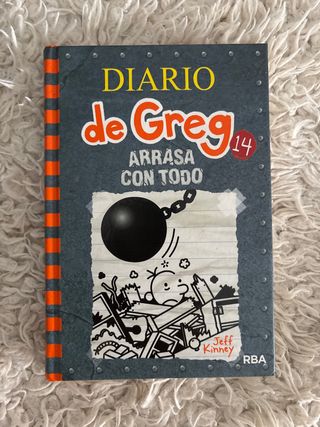 DIARIO
de Greg
14
ARRASA
CON TODO
Jeff
Kinney
RBA